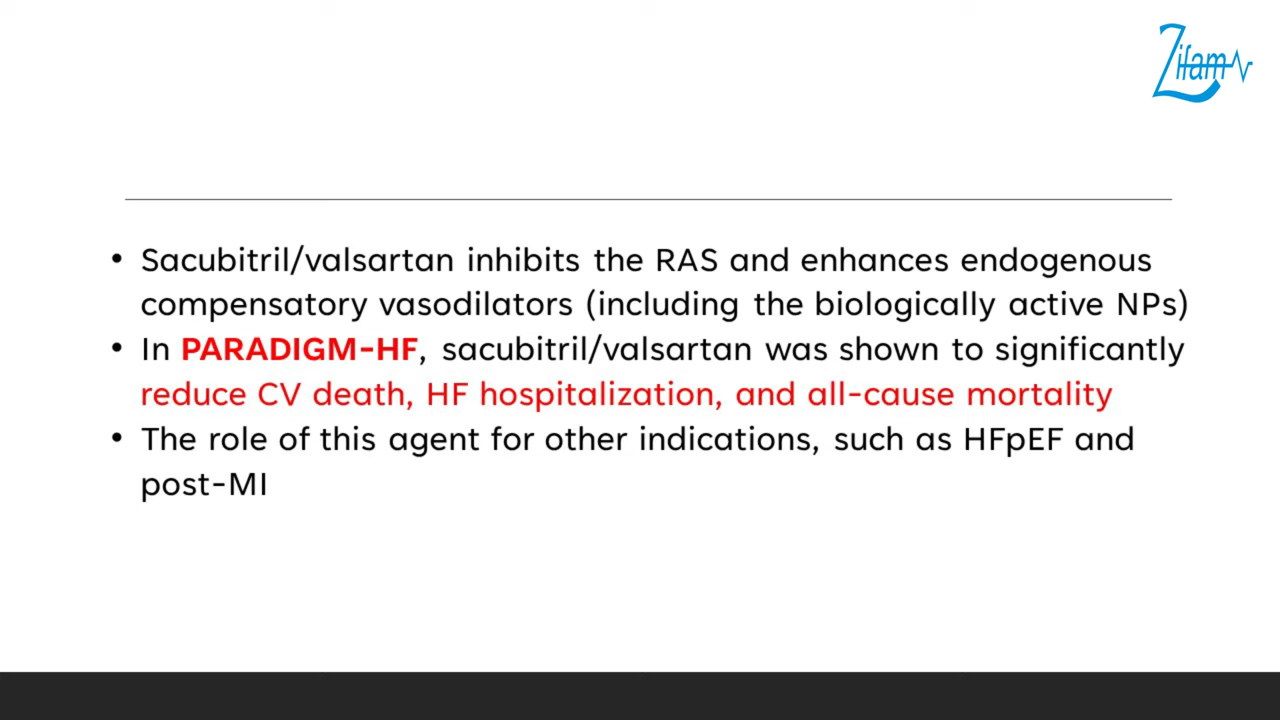 Zifam
• Sacubitril/valsartan inhibits the RAS and enhances endogenous
compensatory vasodilators (including the biologically active NPs)
• In PARADIGM-HF, sacubitril/valsartan was shown to significantly
reduce CV death, HF hospitalization, and all-cause mortality
• The role of this agent for other indications, such as HFpEF and
post-MI